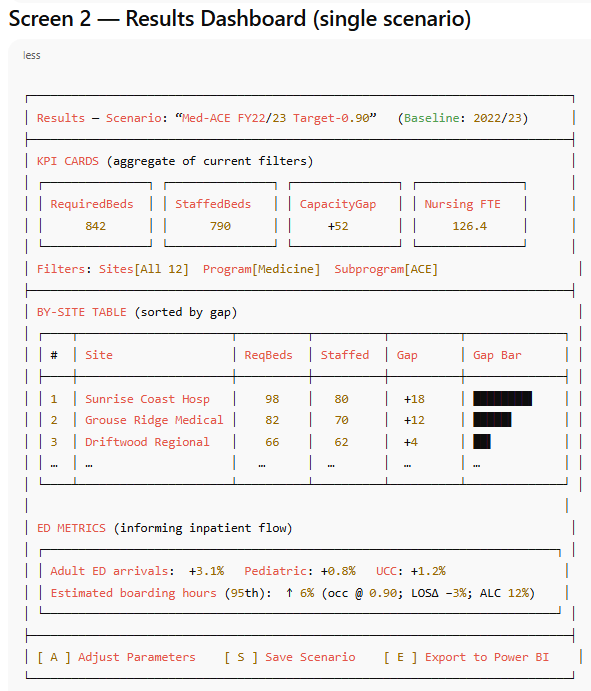 Screen 2 — Results Dashboard (single scenario)
less
Results — Scenario: “Med-ACE FY22/23 Target-0.90” (Baseline: 2022/23)
KPI CARDS (aggregate of current filters)
RequiredBeds StaffedBeds CapacityGap Nursing FTE
842 790 +52 126.4
Filters: Sites[All 12] Program[Medicine] Subprogram[ACE]
BY-SITE TABLE (sorted by gap)
# Site ReqBeds Staffed Gap Gap Bar
1 Sunrise Coast Hosp 98 80 +18
2 Grouse Ridge Medical 82 70 +12
3 Driftwood Regional 66 62 +4
… … … … … …
ED METRICS (informing inpatient flow)
Adult ED arrivals: +3.1% Pediatric: +0.8% UCC: +1.2%
Estimated boarding hours (95th): ↑ 6% (occ @ 0.90; LOSΔ −3%; ALC 12%)
[ A ] Adjust Parameters [ S ] Save Scenario [ E ] Export to Power BI